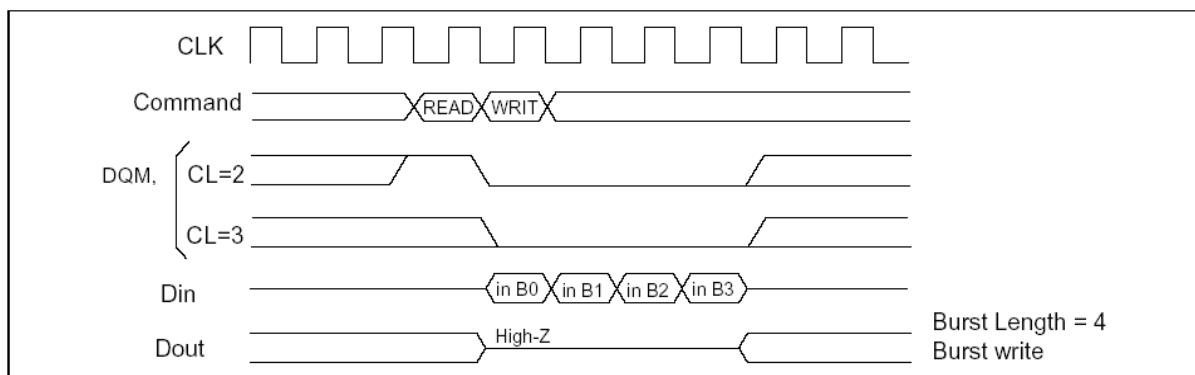 CLK
Command READ WRIT
DQM, CL=2
CL=3
Din in B0 in B1 in B2 in B3
Dout High-Z
Burst Length = 4
Burst write